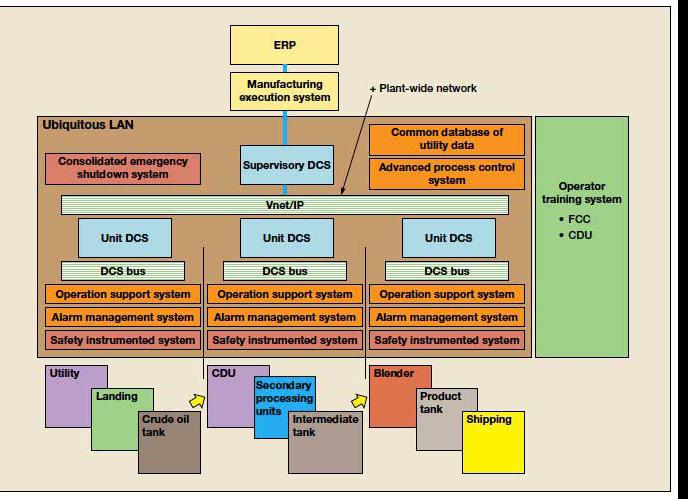 ERP
Manufacturing
execution system
+ Plant-wide network
Ubiquitous LAN
Consolidated emergency
shutdown system
Supervisory DCS
Common database of
utility data
Advanced process control
system
Operator
training system
• FCC
• CDU
Vnet/IP
Unit DCS
Unit DCS
Unit DCS
DCS bus
DCS bus
DCS bus
Operation support system
Operation support system
Operation support system
Alarm management system
Alarm management system
Alarm management system
Safety instrumented system
Safety instrumented system
Safety instrumented system
Utility
Landing
Crude oil
tank
CDU
Secondary
processing
units
Intermediate
tank
Blender
Product
tank
Shipping